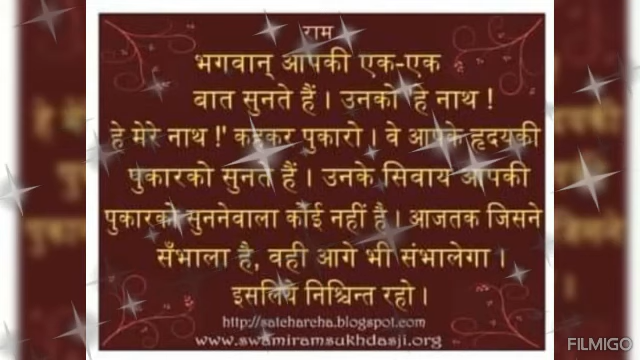 राम
भगवान् आपकी एक-एक
बात सुनते हैं । उनको 'हे नाथ !
हे मेरे नाथ !' कहकर पुकारो । वे आपके हृदयकी
पुकारको सुनते हैं । उनके सिवाय आपकी
पुकारको सुननेवाला कोई नहीं है । आजतक जिसने
सँभाला है, वही आगे भी संभालेगा ।
इसलिये निश्चिन्त रहो ।
http://satcharcha.blogspot.com
www.swamiramsukhdasji.org
FILMIGO